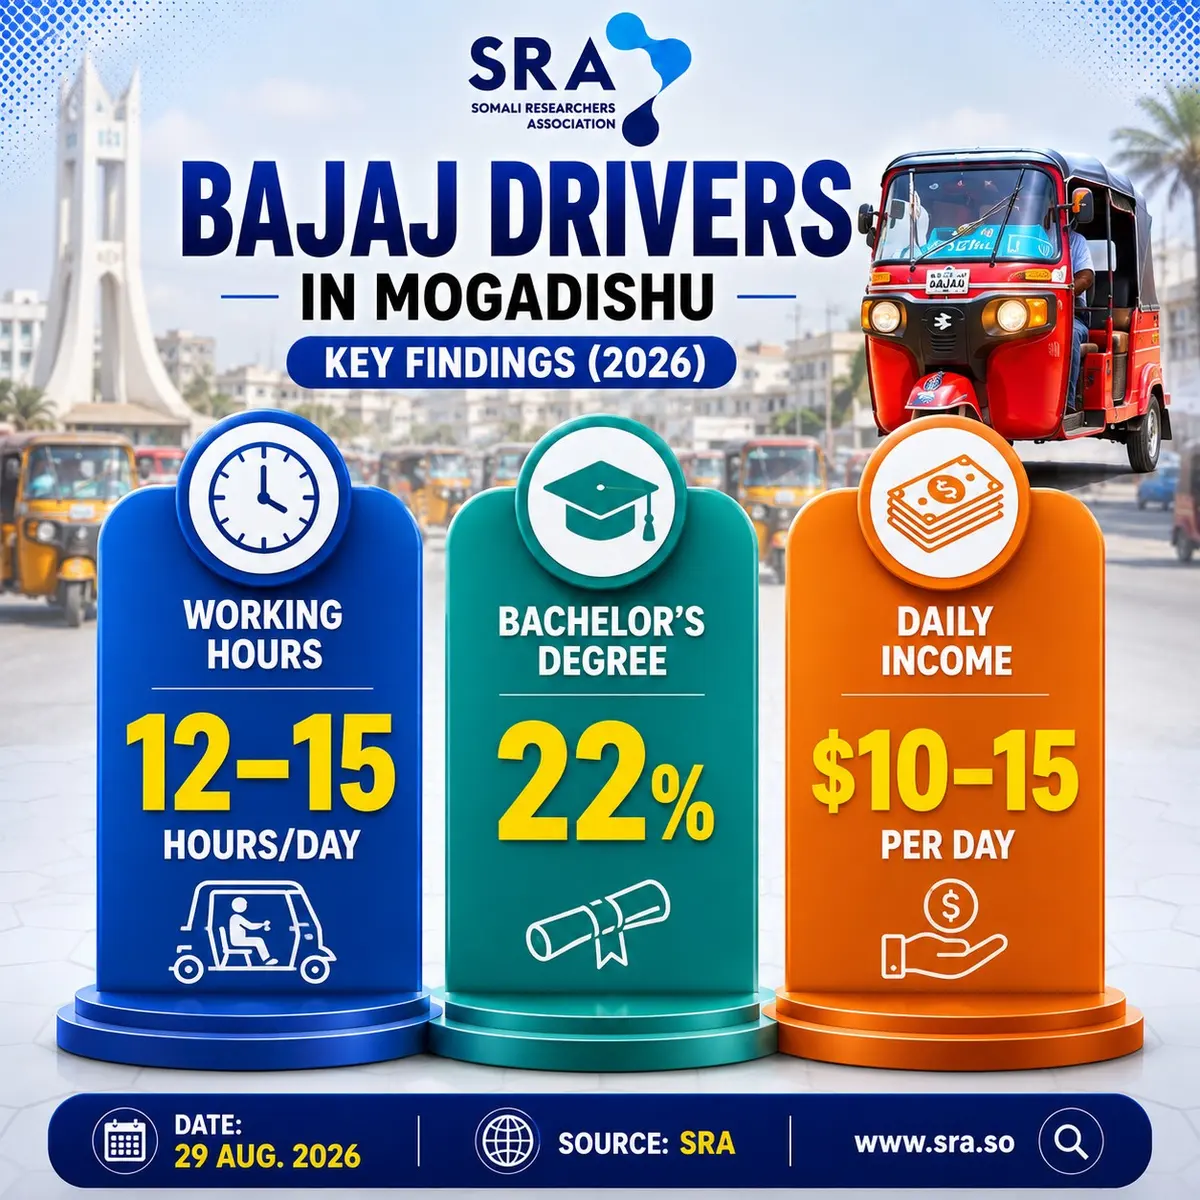 SRA
SOMALI RESEARCHERS
ASSOCIATION
BAJAJ DRIVERS
IN MOGADISHU
KEY FINDINGS (2026)
WORKING
HOURS
12–15
HOURS/DAY
BACHELOR'S
DEGREE
22%
DAILY
INCOME
$10–15
PER DAY
DATE:
29 AUG. 2026
SOURCE: SRA
www.sra.so